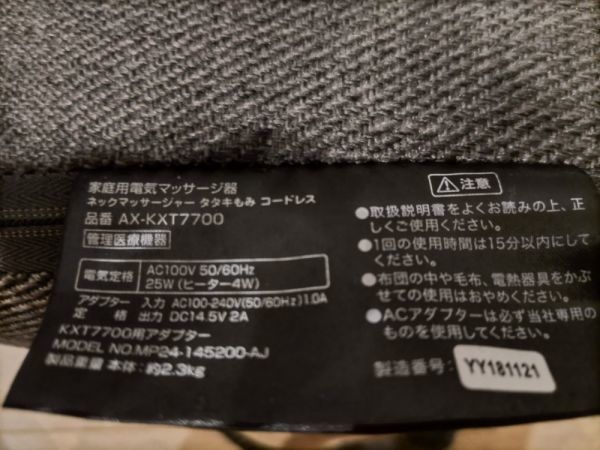 家庭用電気マッサージ器
ネックマッサージャー タタキもみ コードレス
品番 AX-KXT7700
管理医療機器
電気定格 AC100V 50/60Hz
25W(ヒーター4W)
アダプター 入力 AC100-240V(50/60Hz)1.0A
定格 出力 DC14.5V 2A
KXT7700用アダプター
MODEL NO.MP24-145200-AJ
製品重量 本体:約2.3kg
注意
●取扱説明書をよくお読みの上、正
しくご使用ください。
●1回の使用時間は15分以内にして
ください。
●布団の中や毛布、電熱器具をかぶ
せての使用はおやめください。
●ACアダプターは必ず当社専用の
ものを使用してください。
製造番号: YY181121